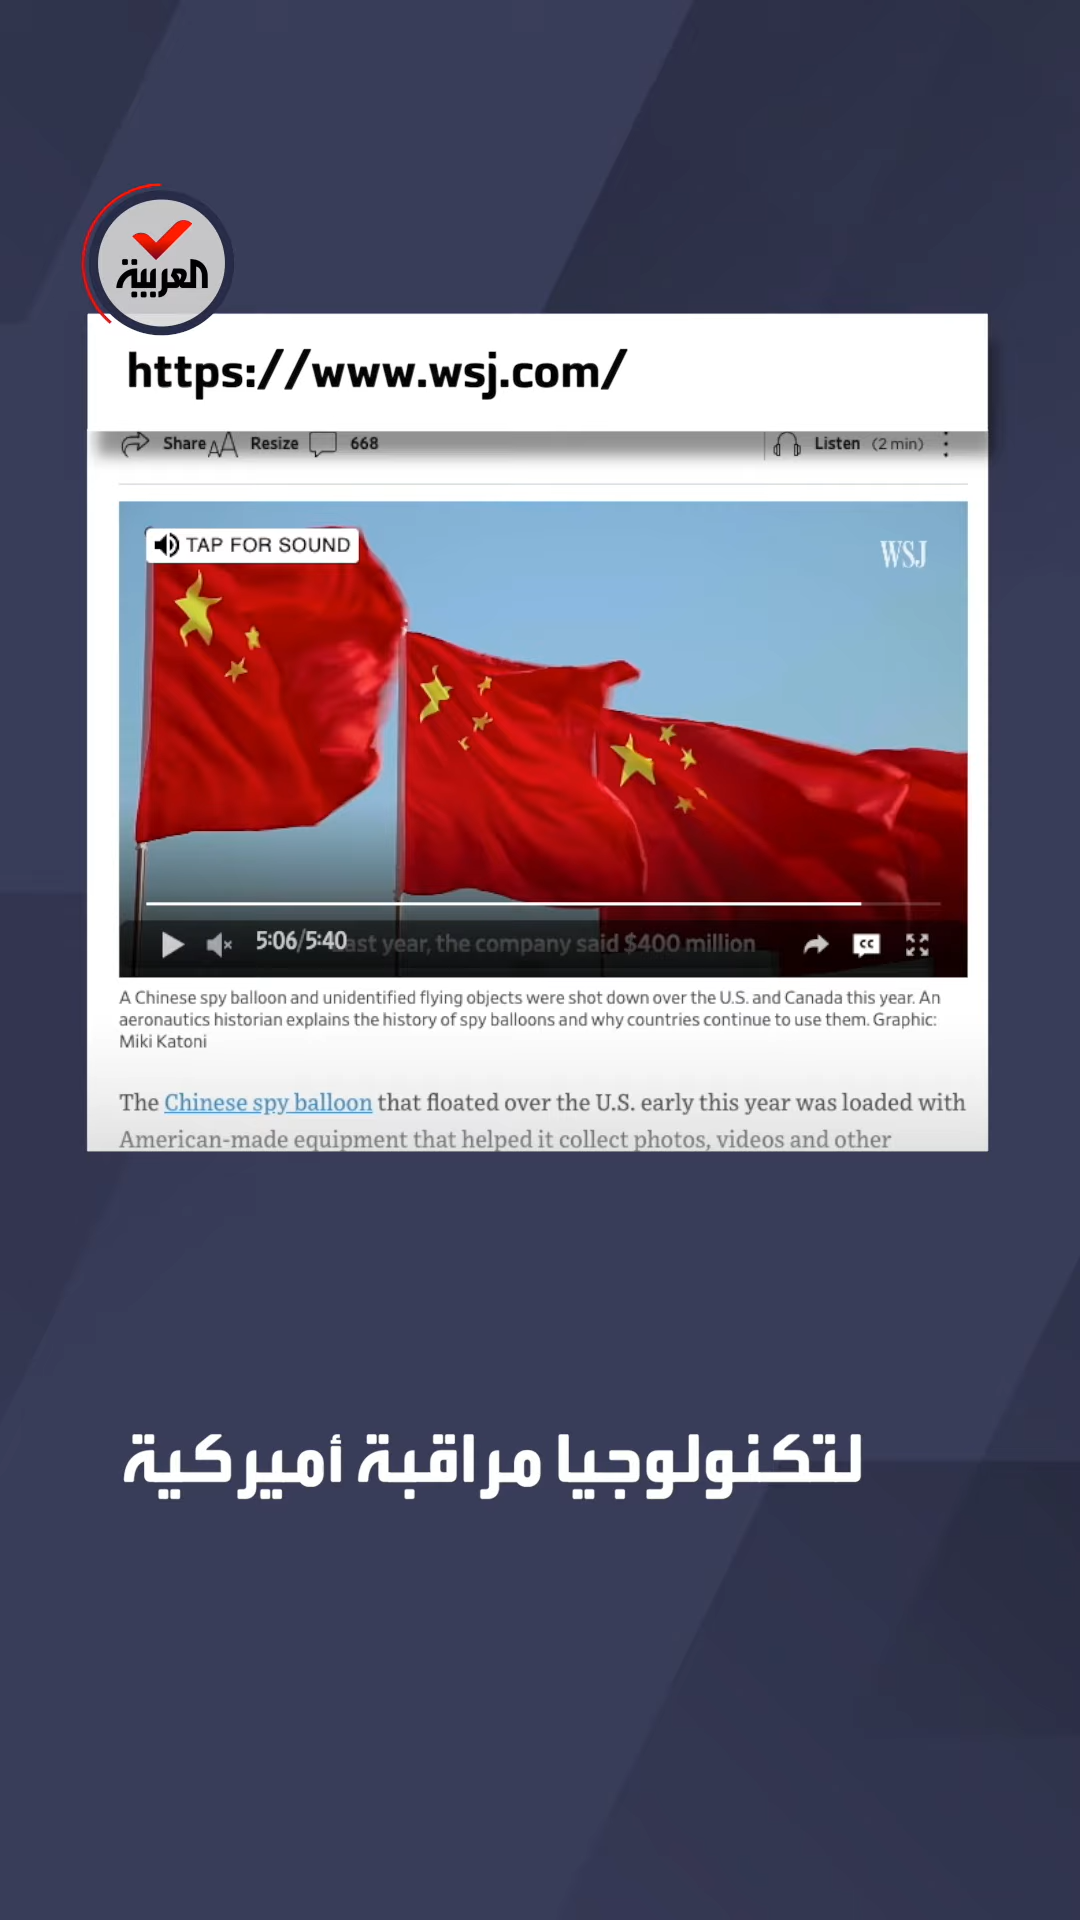 العربية
https://www.wsj.com/
Share AA Resize 668 Listen (2 min)
TAP FOR SOUND
WSJ
5:06/5:40 ast year, the company said $400 million
CC
A Chinese spy balloon and unidentified flying objects were shot down over the U.S. and Canada this year. An
aeronautics historian explains the history of spy balloons and why countries continue to use them. Graphic:
Miki Katoni
The Chinese spy balloon that floated over the U.S. early this year was loaded with
American-made equipment that helped it collect photos, videos and other
لتكنولوجيا مراقبة أميركية